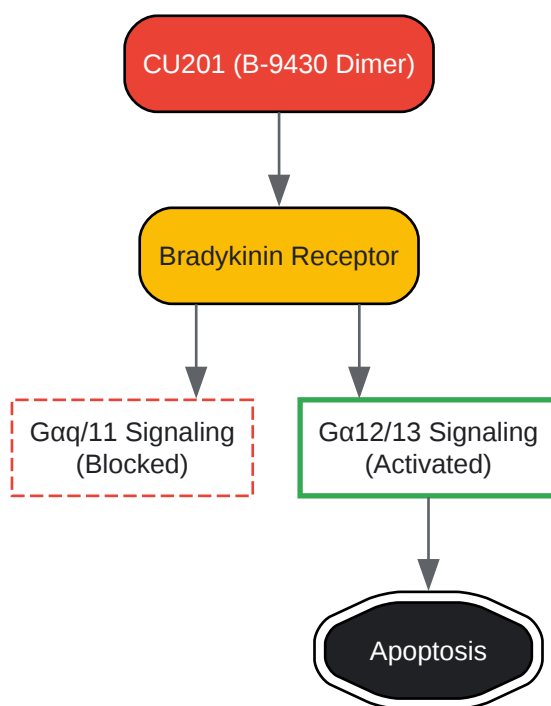 CU201 (B-9430 Dimer)
Bradykinin Receptor
Gαq/11 Signaling
(Blocked)
Gα12/13 Signaling
(Activated)
Apoptosis